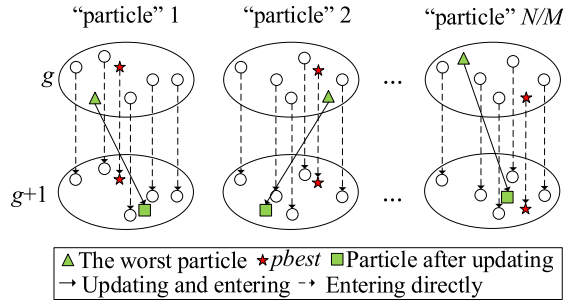 “particle” 1 “particle” 2 “particle” N/M
g
...
g+1
...
The worst particle pbest Particle after updating
Updating and entering Entering directly